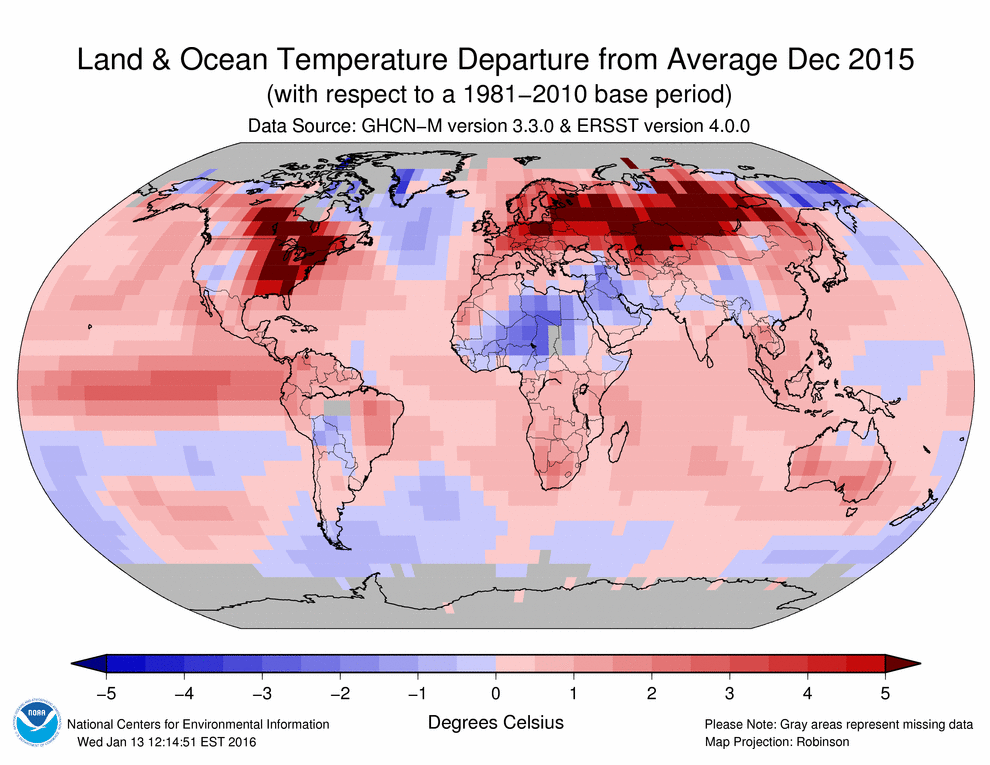 Land & Ocean Temperature Departure from Average Dec 2015
(with respect to a 1981−2010 base period)
Data Source: GHCN−M version 3.3.0 & ERSST version 4.0.0
−5 −4 −3 −2 −1 0 1 2 3 4 5
Degrees Celsius
NOAA
National Centers for Environmental Information
Wed Jan 13 12:14:51 EST 2016
Please Note: Gray areas represent missing data
Map Projection: Robinson